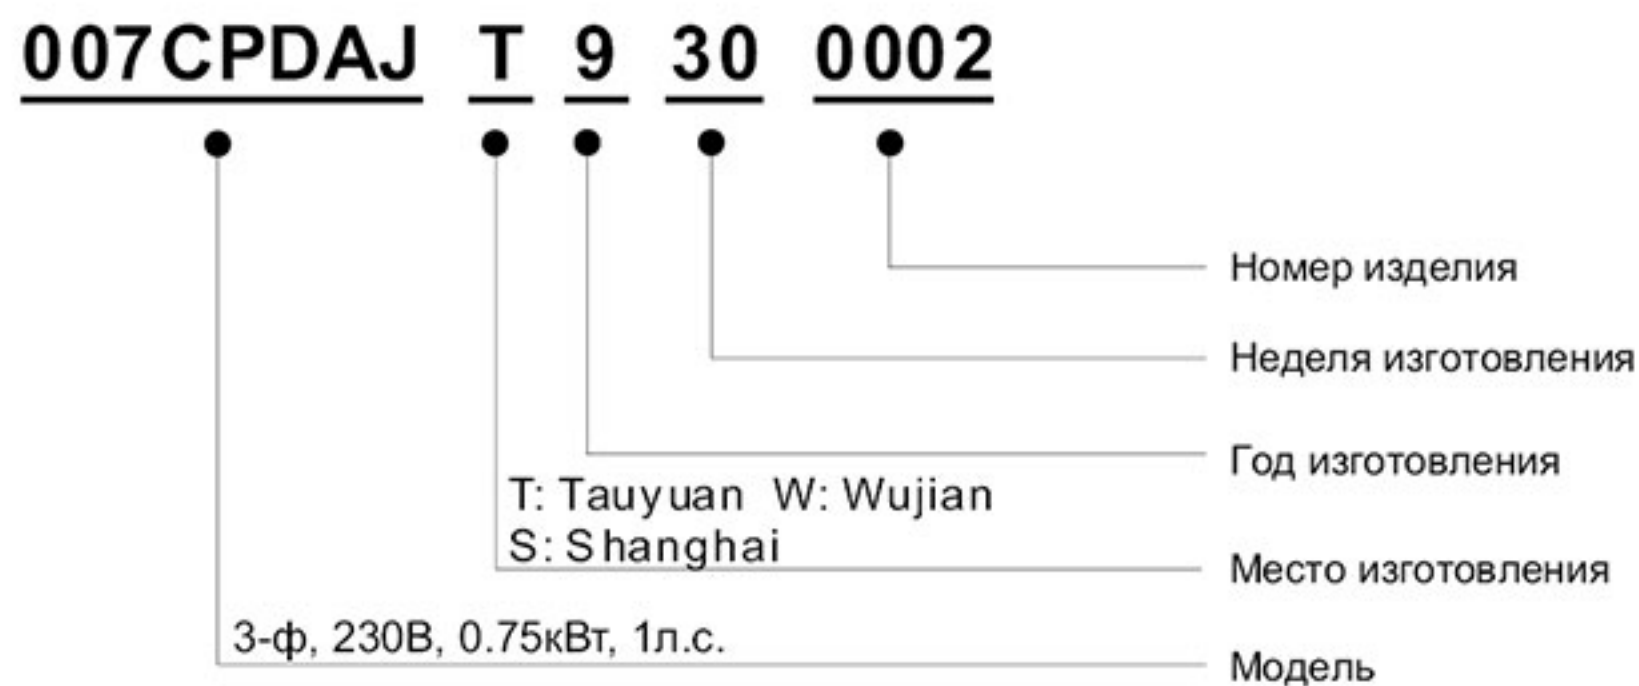 007CPDAJ T 9 30 0002
Номер изделия
Неделя изготовления
Год изготовления
T: Tauyuan W: Wujian
S: Shanghai
Место изготовления
3-ф, 230В, 0.75кВт, 1л.с.
Модель